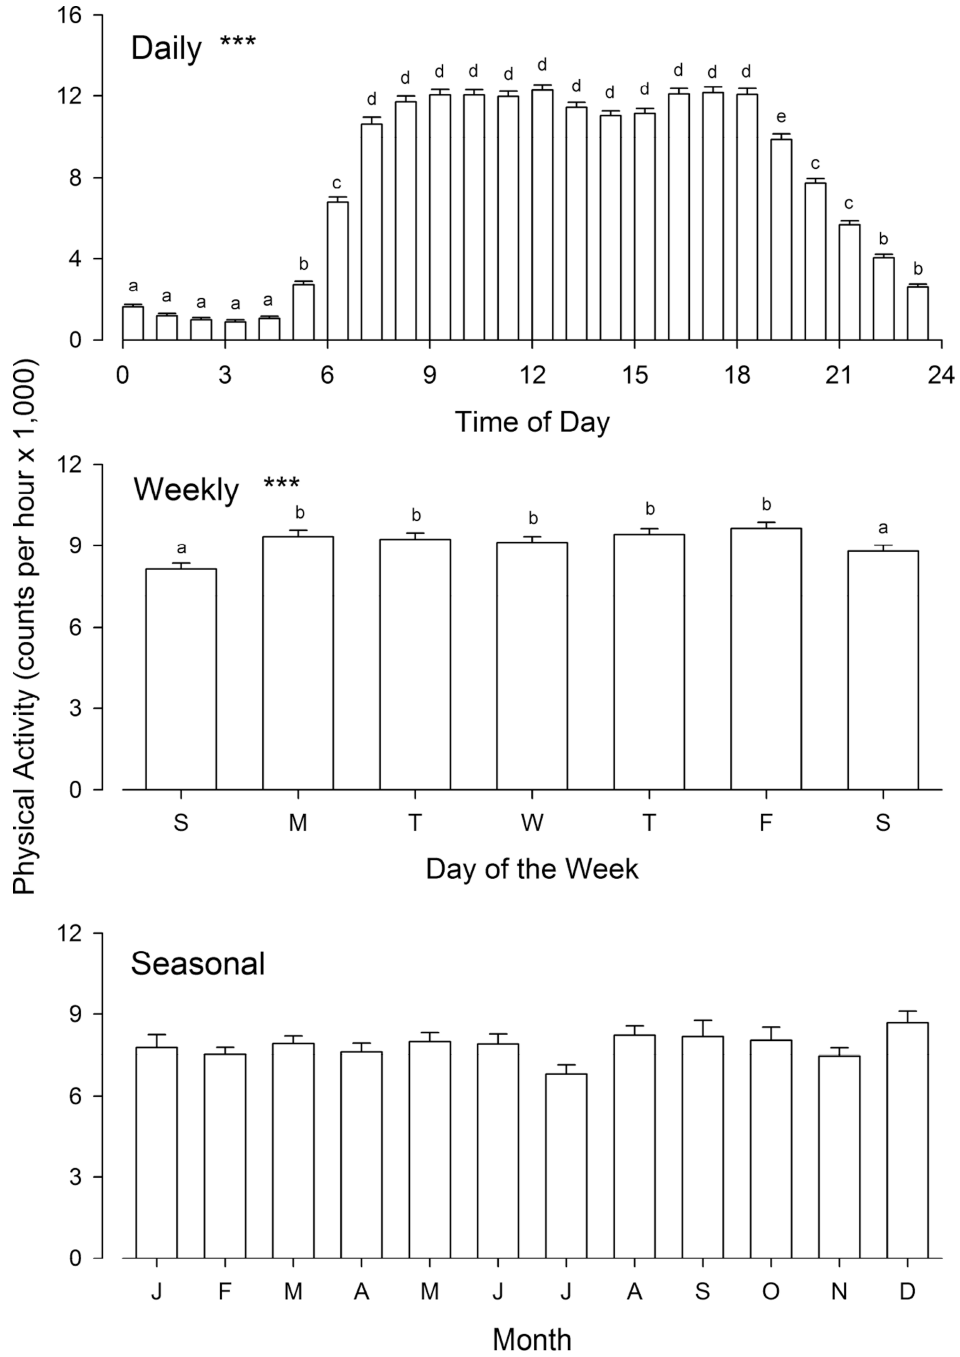 Physical Activity (counts per hour x 1,000)
16
Daily ***
12
8
4
0
a a a a a b c d d d d d d d d d d d d e c c b b
0 3 6 9 12 15 18 21 24
Time of Day
12
Weekly ***
9
6
3
0
a b b b b b a
S M T W T F S
Day of the Week
12
Seasonal
9
6
3
0
J F M A M J J A S O N D
Month